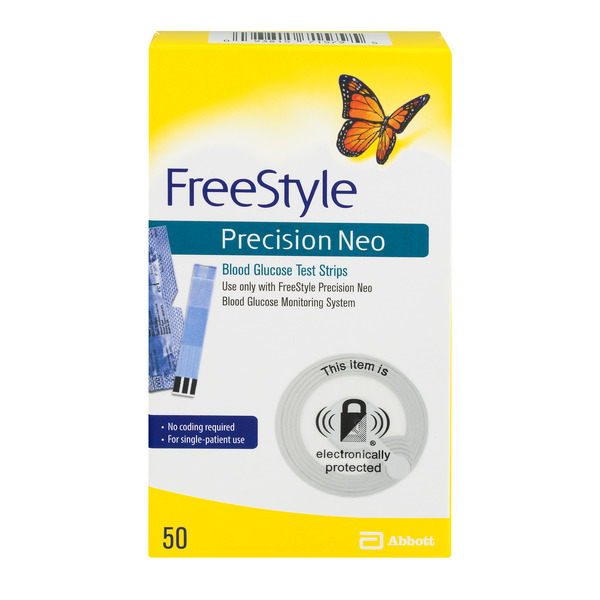 FreeStyle
Precision Neo
Blood Glucose Test Strips
Use only with FreeStyle Precision Neo
Blood Glucose Monitoring System
This item is
®
electronically
protected
• No coding required
• For single-patient use
50
Abbott